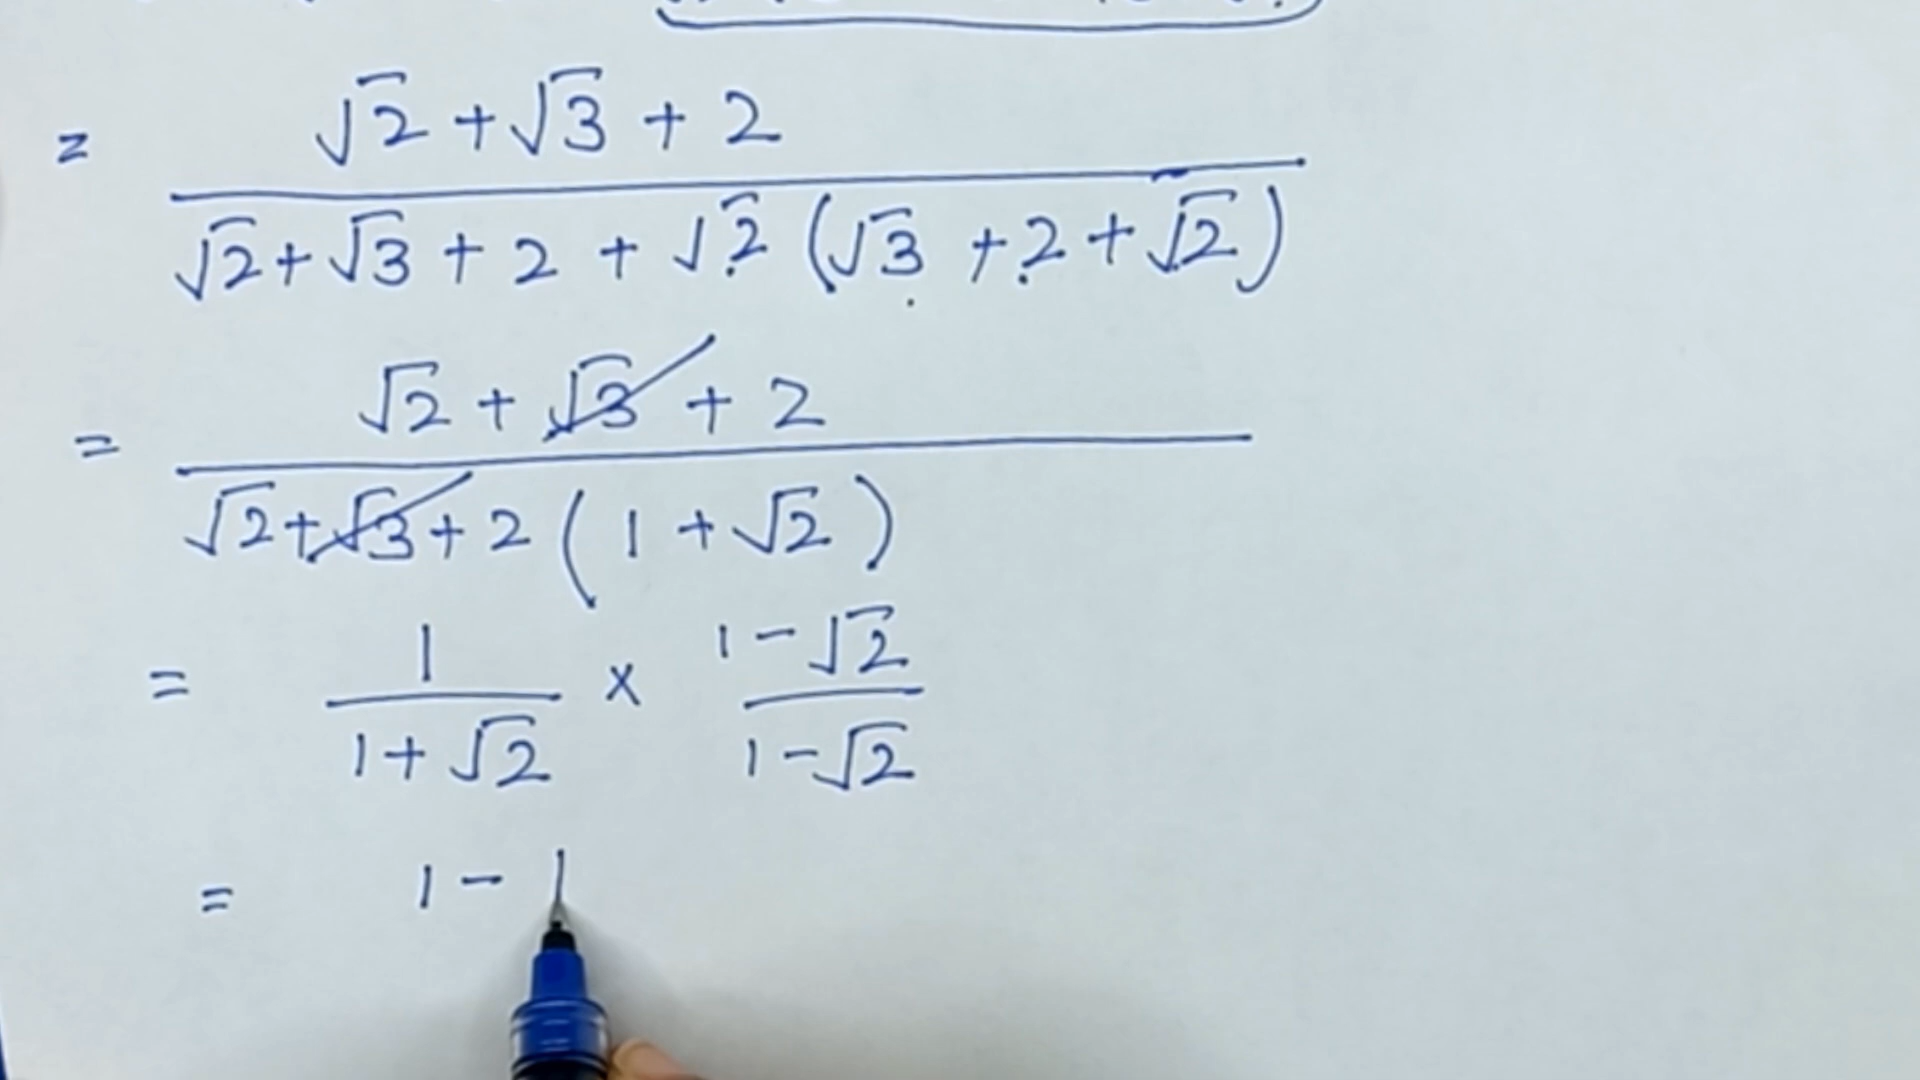 = √2 + √3 + 2
√2 + √3 + 2 + √2 (√3 + 2 + √2)
= √2 + √3 + 2
√2 + √3 + 2 (1 + √2)
= 1 × 1 - √2
1 + √2 1 - √2
= 1 -